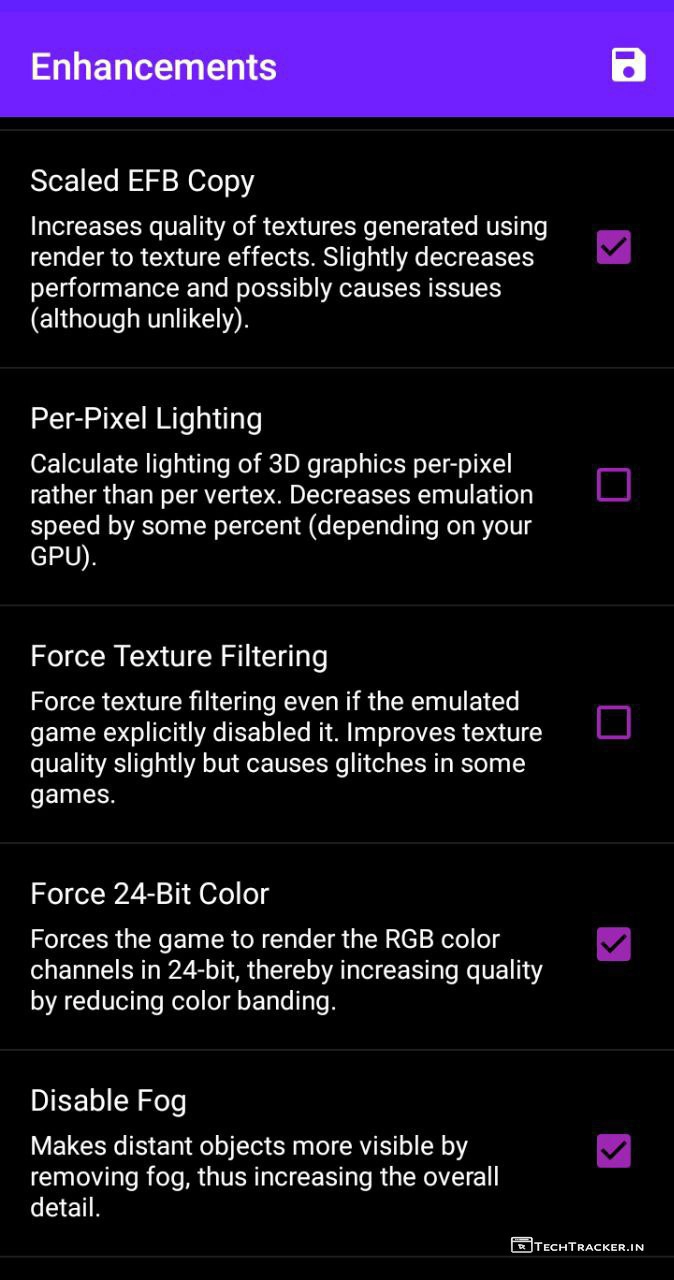 Enhancements
Scaled EFB Copy
Increases quality of textures generated using
render to texture effects. Slightly decreases
performance and possibly causes issues
(although unlikely).
Per-Pixel Lighting
Calculate lighting of 3D graphics per-pixel
rather than per vertex. Decreases emulation
speed by some percent (depending on your
GPU).
Force Texture Filtering
Force texture filtering even if the emulated
game explicitly disabled it. Improves texture
quality slightly but causes glitches in some
games.
Force 24-Bit Color
Forces the game to render the RGB color
channels in 24-bit, thereby increasing quality
by reducing color banding.
Disable Fog
Makes distant objects more visible by
removing fog, thus increasing the overall
detail.
TECHTRACKER.IN